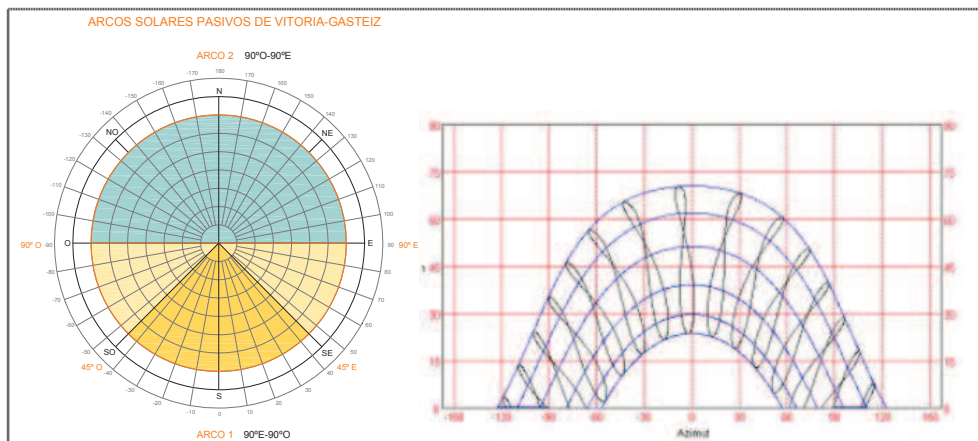 ARCOS SOLARES PASIVOS DE VITORIA-GASTEIZ
ARCO 2 90ºO-90ºE
180
-170 170
-160 160
-150 150
-140 140
-130 130
-120 120
-110 110
-100 100
N
NO NE
90º O -90 O E 90 90º E
-80 80
-70 70
-60 60
-50 50
-40 40
-30 30
-20 20
-10 10
0
SO SE
45º O 45º E
S
ARCO 1 90ºE-90ºO
90 90
75 75
60 60
45 45
30 30
15 15
0 0
-150 -120 -90 -60 -30 0 30 60 90 120 150
Azimut